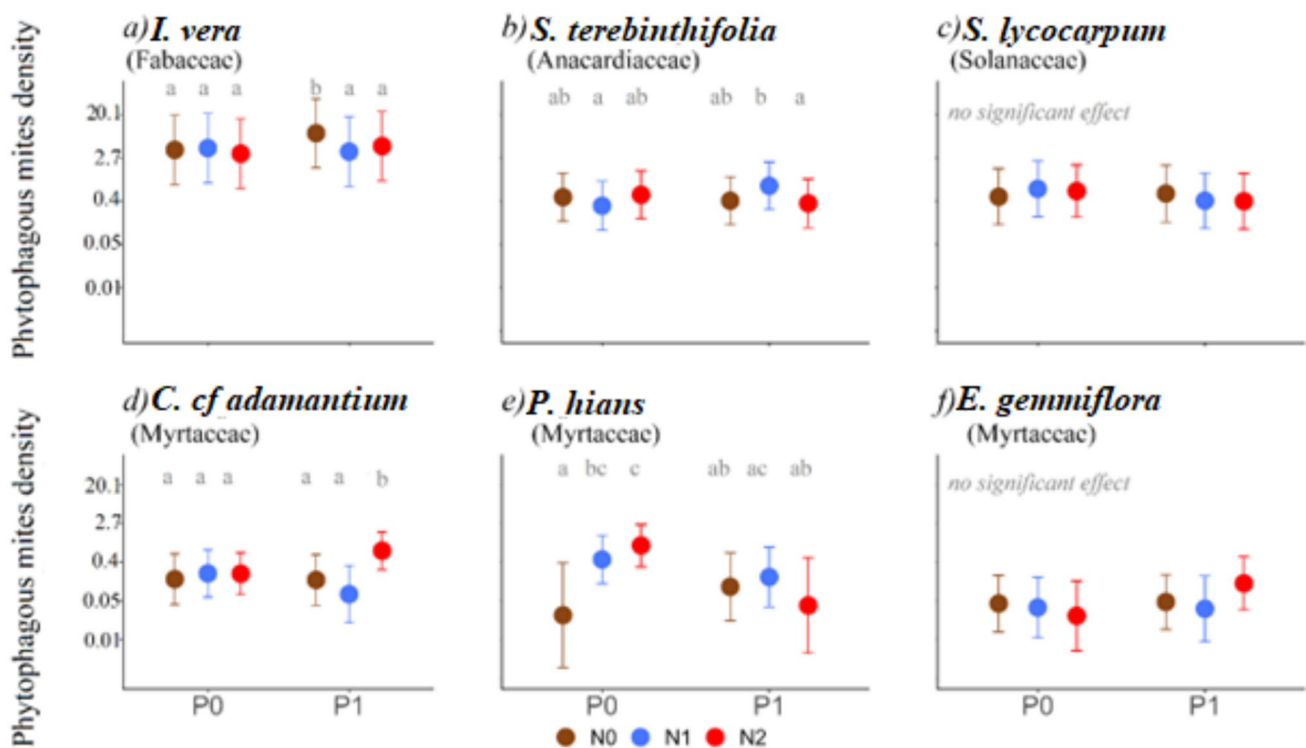 a) I. vera
(Fabaceae)
b) S. terebinthifolia
(Anacardiaceae)
c) S. lycocarpum
(Solanaceae)
Phytophagous mites density
20.1
2.7
0.4
0.05
0.01
a a a b a a
ab a ab ab b a
no significant effect
d) C. cf adamantium
(Myrtaceae)
e) P. hians
(Myrtaceae)
f) E. gemmiflora
(Myrtaceae)
Phytophagous mites density
20.1
2.7
0.4
0.05
0.01
a a a a a b
a bc c ab ac ab
no significant effect
P0 P1
P0 P1
P0 P1
N0 N1 N2